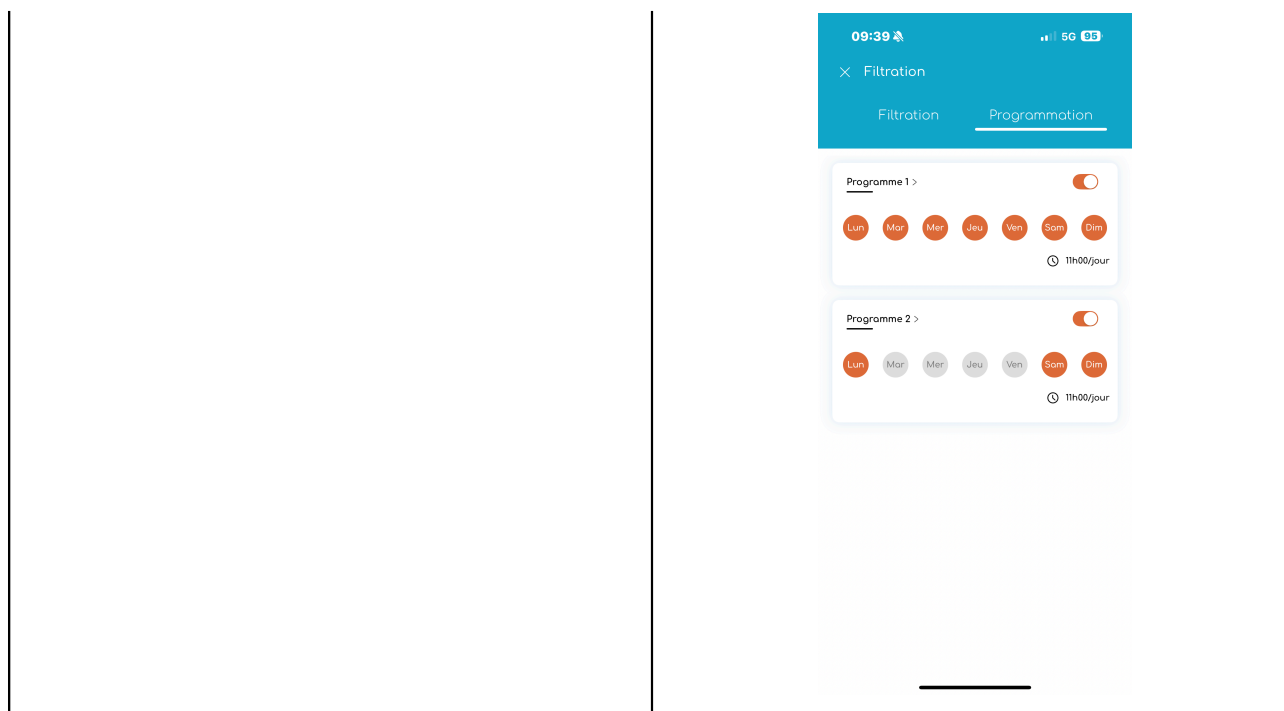 09:39 5G 95
Filtration
Filtration Programmation
Programme 1 >
Lun Mar Mer Jeu Ven Sam Dim
11h00/jour
Programme 2 >
Lun Mar Mer Jeu Ven Sam Dim
11h00/jour